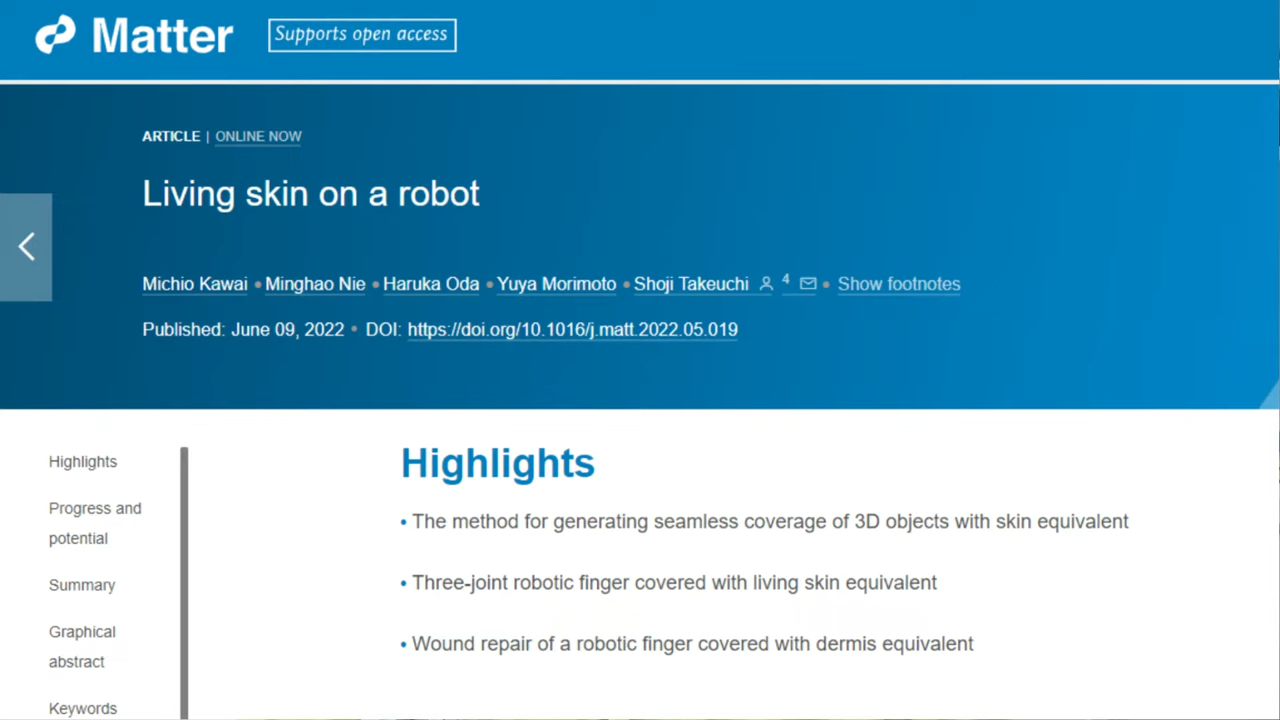 Matter
Supports open access
ARTICLE | ONLINE NOW
Living skin on a robot
Michio Kawai • Minghao Nie • Haruka Oda • Yuya Morimoto • Shoji Takeuchi 4 • Show footnotes
Published: June 09, 2022 • DOI: https://doi.org/10.1016/j.matt.2022.05.019
Highlights
Progress and
potential
Summary
Graphical
abstract
Keywords
Highlights
• The method for generating seamless coverage of 3D objects with skin equivalent
• Three-joint robotic finger covered with living skin equivalent
• Wound repair of a robotic finger covered with dermis equivalent